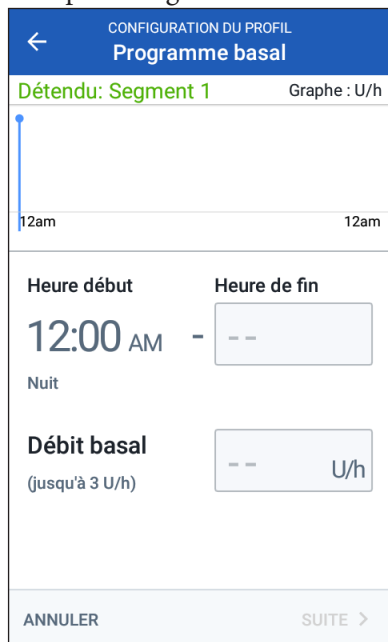 CONFIGURATION DU PROFIL
Programme basal
Détendu: Segment 1 Graphe : U/h
12am 12am
Heure début Heure de fin
12:00 AM - --
Nuit
Débit basal
-- U/h
(jusqu'à 3 U/h)
ANNULER SUITE >